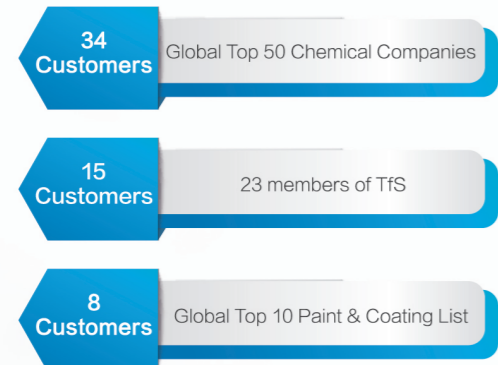 34
Customers
Global Top 50 Chemical Companies
15
Customers
23 members of TfS
8
Customers
Global Top 10 Paint & Coating List